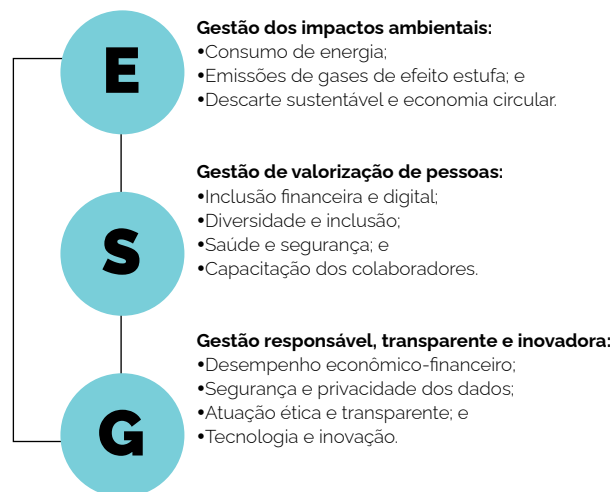 E
Gestão dos impactos ambientais:
•Consumo de energia;
•Emissões de gases de efeito estufa; e
•Descarte sustentável e economia circular.
S
Gestão de valorização de pessoas:
•Inclusão financeira e digital;
•Diversidade e inclusão;
•Saúde e segurança; e
•Capacitação dos colaboradores.
G
Gestão responsável, transparente e inovadora:
•Desempenho econômico-financeiro;
•Segurança e privacidade dos dados;
•Atuação ética e transparente; e
•Tecnologia e inovação.